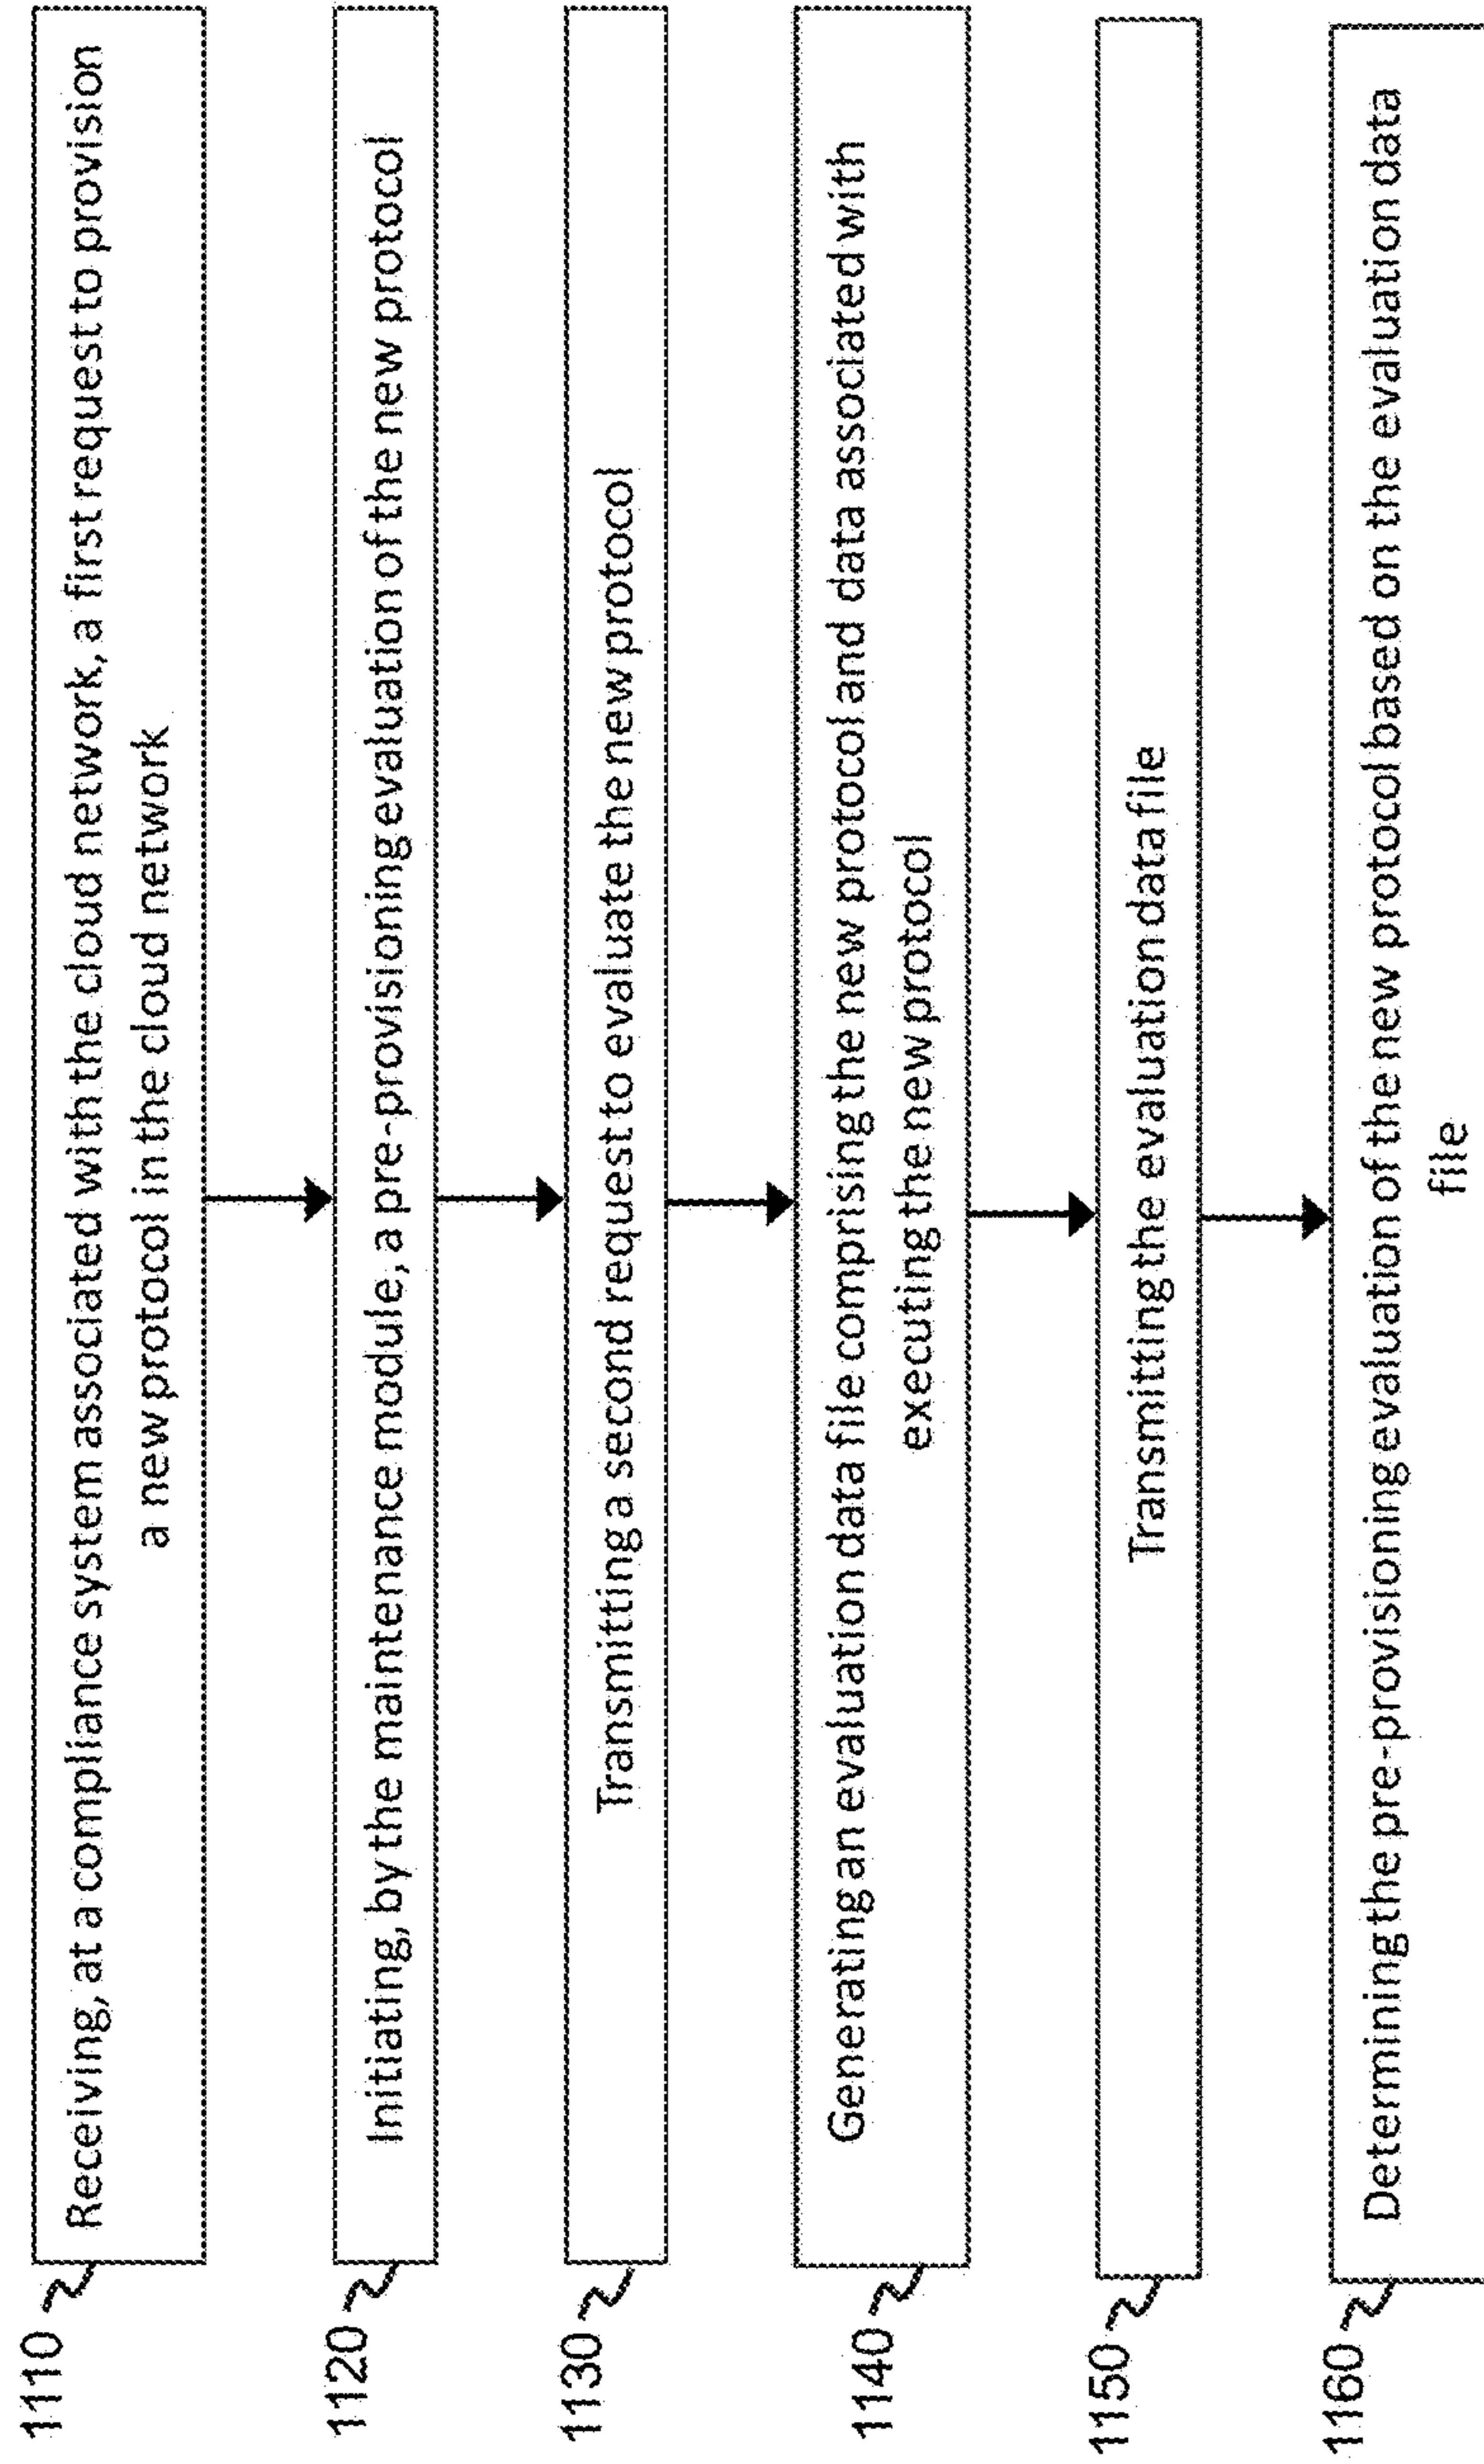 1110
Receiving, at a compliance system associated with the cloud network, a first request to provision
a new protocol in the cloud network
1120
Initiating, by the maintenance module, a pre-provisioning evaluation of the new protocol
1130
Transmitting a second request to evaluate the new protocol
1140
Generating an evaluation data file comprising the new protocol and data associated with
executing the new protocol
1150
Transmitting the evaluation data file
1160
Determining the pre-provisioning evaluation of the new protocol based on the evaluation data
file